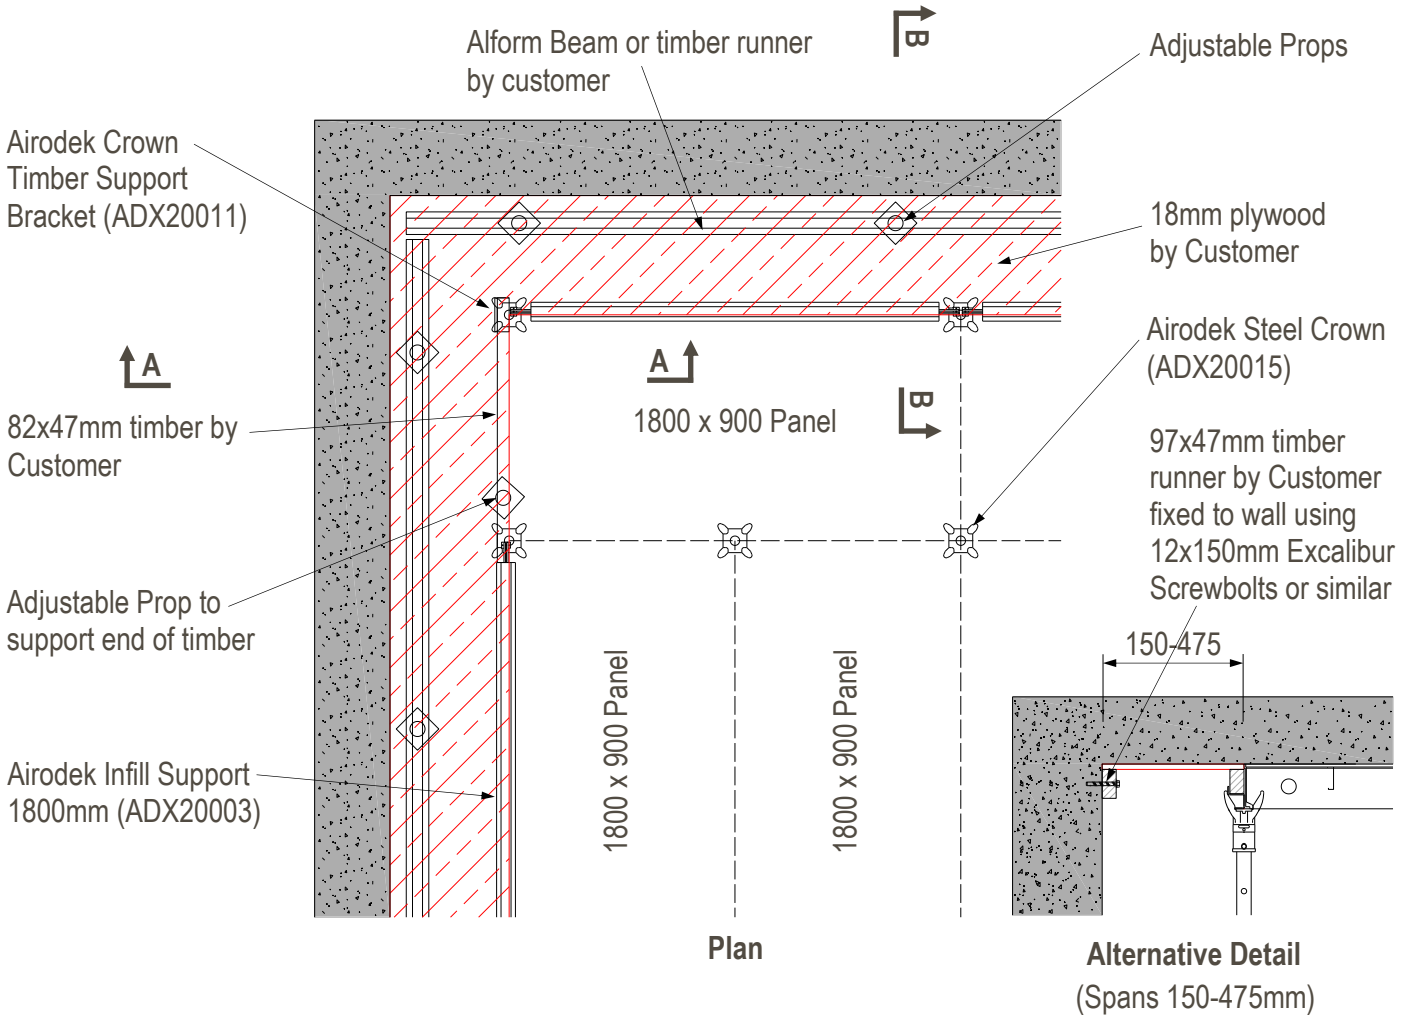 Alform Beam or timber runner
by customer
B
Adjustable Props
Airodek Crown
Timber Support
Bracket (ADX20011)
18mm plywood
by Customer
Airodek Steel Crown
(ADX20015)
A
A
B
1800 x 900 Panel
82x47mm timber by
Customer
97x47mm timber
runner by Customer
fixed to wall using
12x150mm Excalibur
Screwbolts or similar
Adjustable Prop to
support end of timber
150-475
1800 x 900 Panel
1800 x 900 Panel
Airodek Infill Support
1800mm (ADX20003)
Plan
Alternative Detail
(Spans 150-475mm)